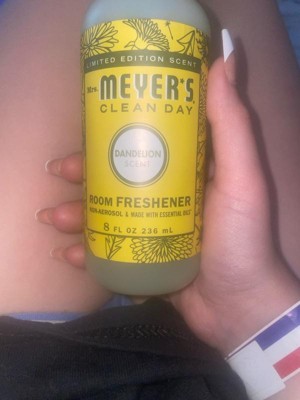 LIMITED EDITION SCENT
MRS. MEYER'S
CLEAN DAY
DANDELION
SCENT
ROOM FRESHENER
NON-AEROSOL & MADE WITH ESSENTIAL OILS*
8 FL OZ 236 mL